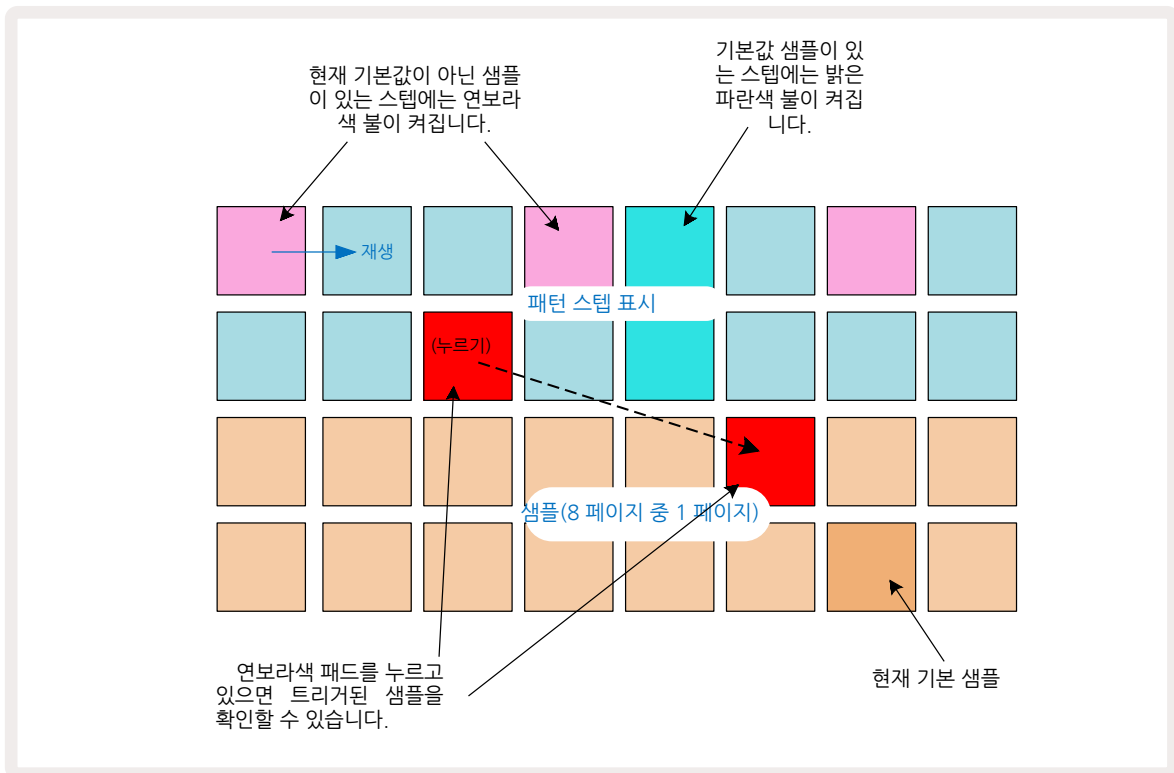 현재 기본값이 아닌 샘플
이 있는 스텝에는 연보라
색 불이 켜집니다.
기본값 샘플이 있
는 스텝에는 밝은
파란색 불이 켜집
니다.
재생
패턴 스텝 표시
(누르기)
샘플(8 페이지 중 1 페이지)
연보라색 패드를 누르고
있으면 트리거된 샘플을
확인할 수 있습니다.
현재 기본 샘플